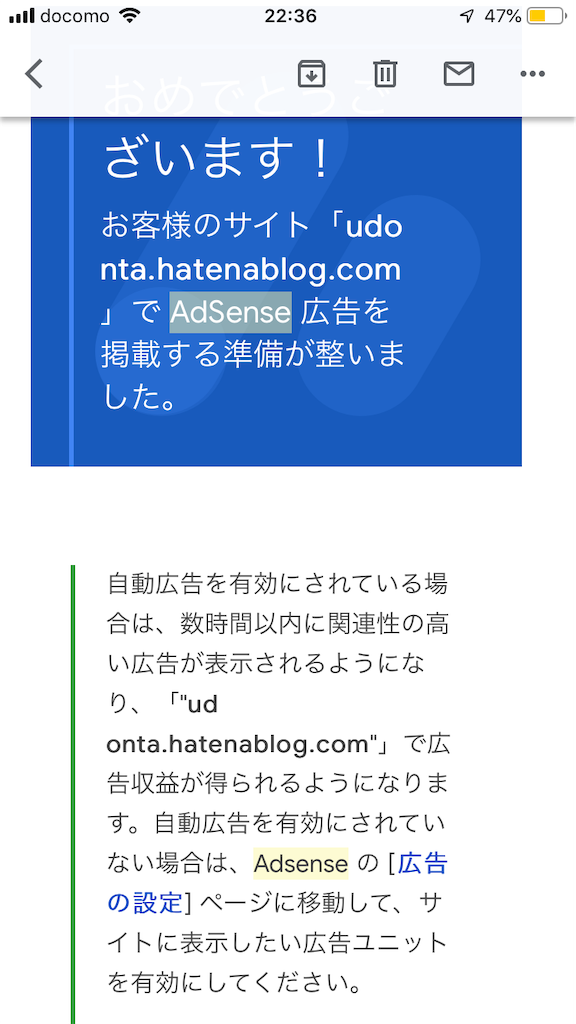 docomo 22:36 47%
おめでとうご
ざいます！
お客様のサイト「udo
nta.hatenablog.com
」で AdSense 広告を
掲載する準備が整いま
した。
自動広告を有効にされている場
合は、数時間以内に関連性の高
い広告が表示されるようにな
り、「"ud
onta.hatenablog.com"」で広
告収益が得られるようになりま
す。自動広告を有効にされてい
ない場合は、Adsense の [広告
の設定] ページに移動して、サ
イトに表示したい広告ユニット
を有効にしてください。